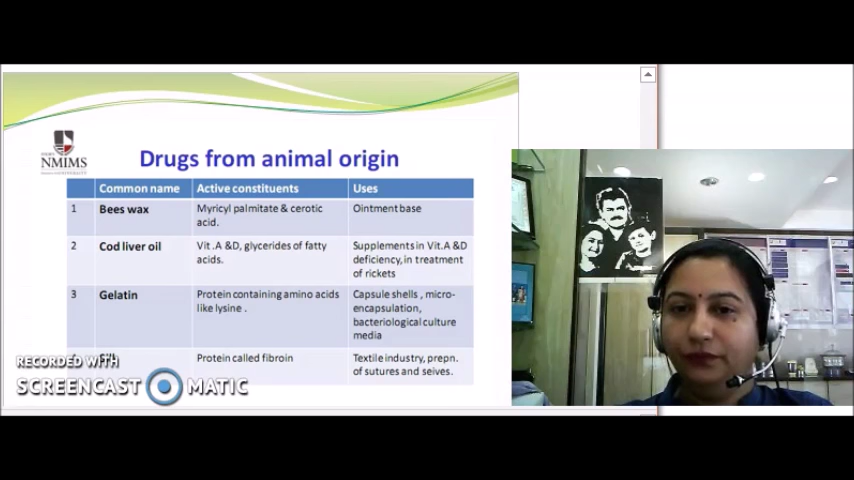 NMIMS
Drugs from animal origin
Common name Active constituents Uses
1 Bees wax Myricyl palmitate & cerotic acid. Ointment base
2 Cod liver oil Vit .A &D, glycerides of fatty acids. Supplements in Vit.A &D deficiency, in treatment of rickets
3 Gelatin Protein containing amino acids like lysine . Capsule shells , micro-encapsulation, bacteriological culture media
Protein called fibroin Textile industry, prepn. of sutures and seives.
RECORDED WITH
SCREENCAST MATIC